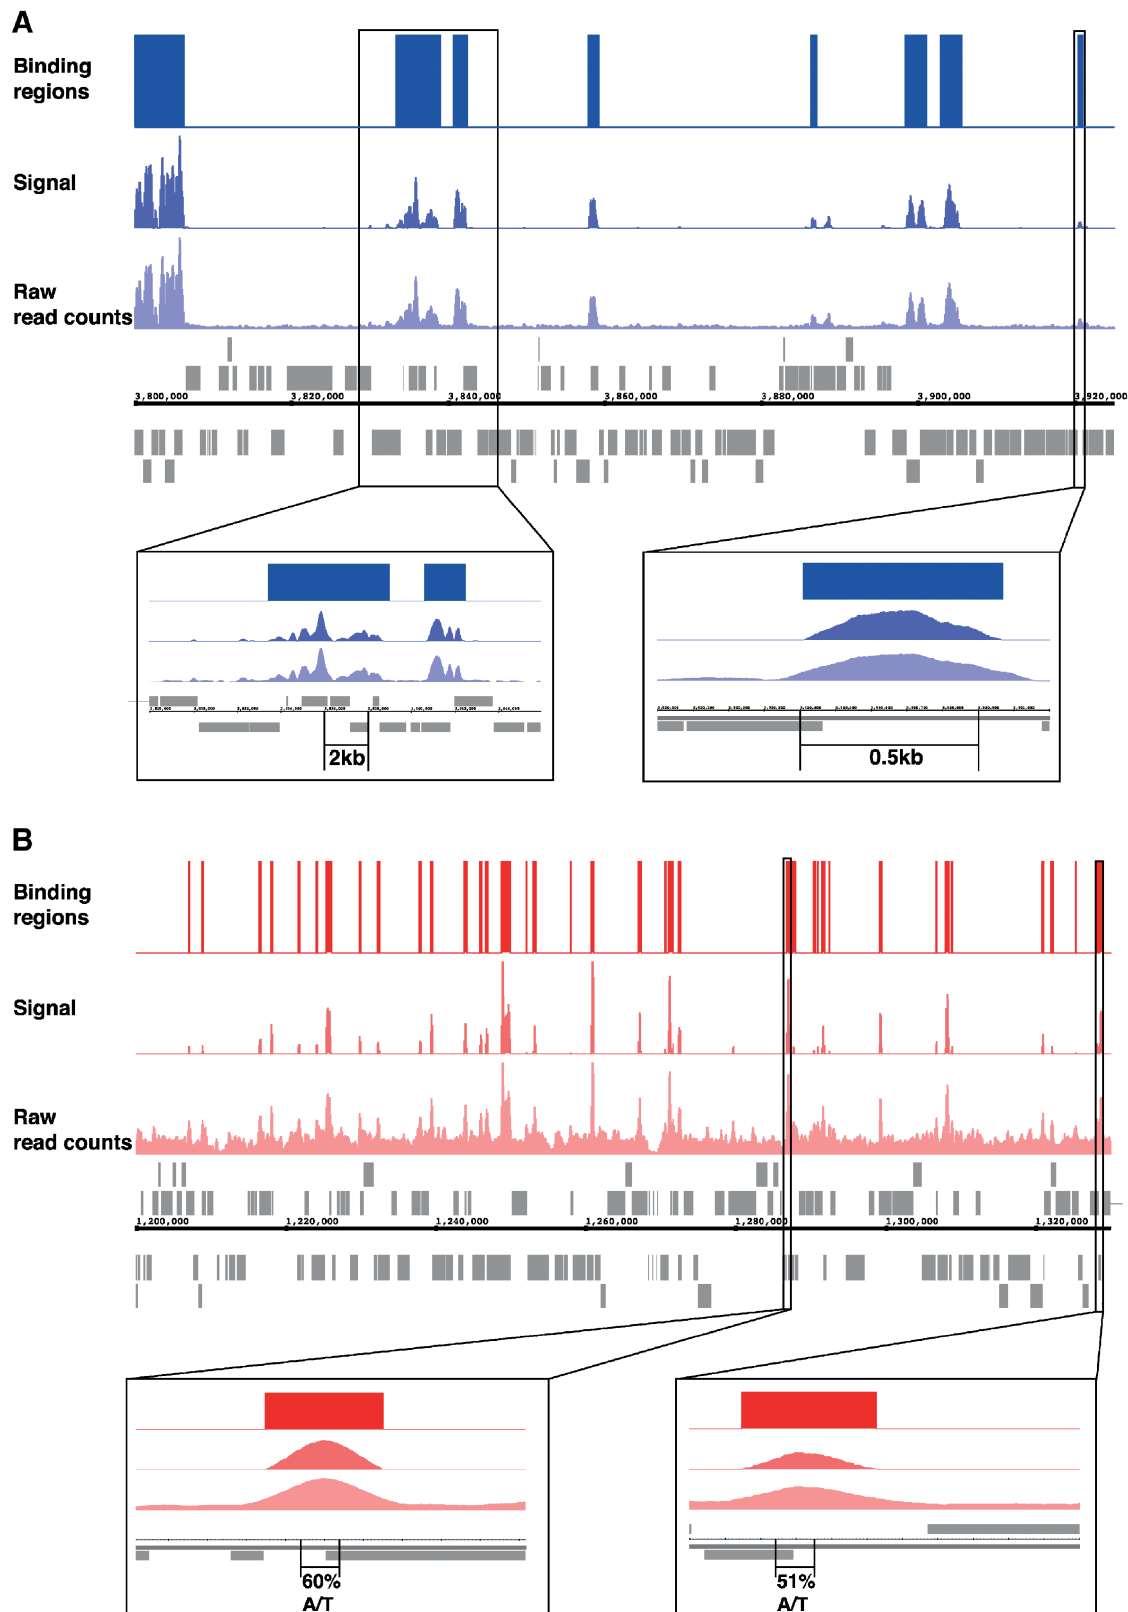 A
Binding
regions
Signal
Raw
read counts
3,800,000 3,820,000 3,840,000 3,860,000 3,880,000 3,900,000 3,920,000
2kb
0.5kb
B
Binding
regions
Signal
Raw
read counts
1,200,000 1,220,000 1,240,000 1,260,000 1,280,000 1,300,000 1,320,000
60%
A/T
51%
A/T